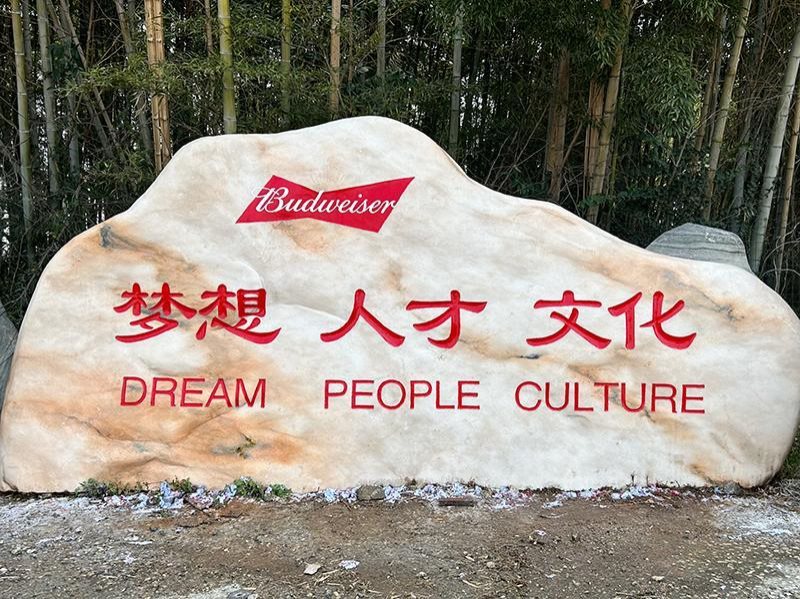 Budweiser
梦想 人才 文化
DREAM PEOPLE CULTURE